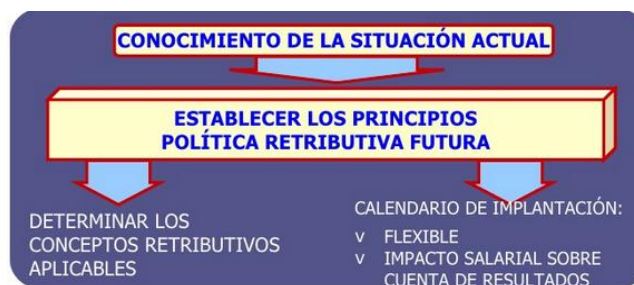 CONOCIMIENTO DE LA SITUACIÓN ACTUAL
ESTABLECER LOS PRINCIPIOS
POLÍTICA RETRIBUTIVA FUTURA
DETERMINAR LOS
CONCEPTOS RETRIBUTIVOS
APLICABLES
CALENDARIO DE IMPLANTACIÓN:
v FLEXIBLE
v IMPACTO SALARIAL SOBRE
CUENTA DE RESULTADOS